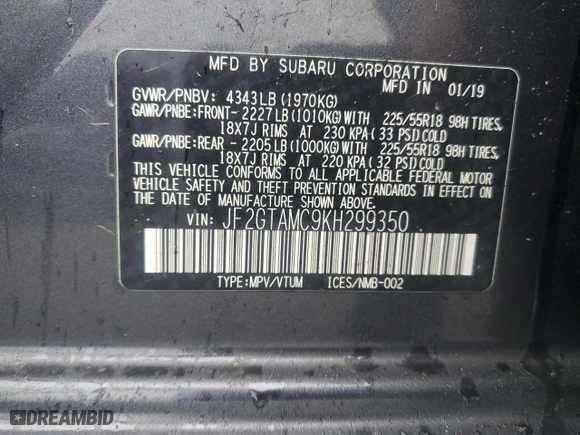 MFD BY SUBARU CORPORATION
MFD IN 01/19
GVWR/PNBV: 4343LB(1970KG)
GAWR/PNBE:FRONT-2227LB(1010KG)WITH 225/55R18 98H TIRES,
18X7J RIMS AT 230 KPA(33 PSI)COLD
GAWR/PNBE:REAR -2205LB(1000KG)WITH 225/55R18 98H TIRES,
18X7J RIMS AT 220 KPA(32 PSI)COLD
THIS VEHICLE CONFORMS TO ALL APPLICABLE FEDERAL MOTOR
VEHICLE SAFETY AND THEFT PREVENTION STANDARDS IN EFFECT ON
THE DATE OF MANUFACTURE SHOWN ABOVE.
VIN: JF2GTAMC9KH299350
TYPE:MPV/VTUM ICES/NMB-002
DREAMBID